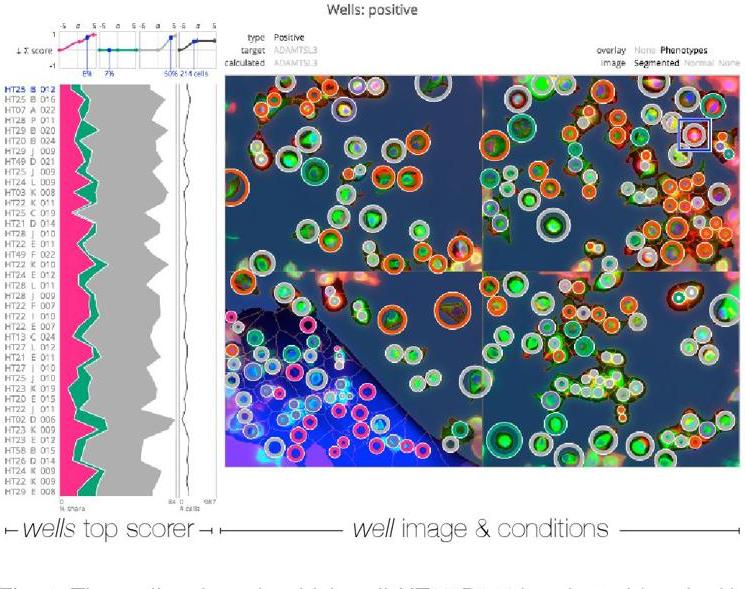 Wells: positive
-5 a 5 -5 a 5 -5 a 5 -5 a 5
type Positive
↓ Σ score 1
target ADAMTSL3
overlay None Phenotypes
-1
calculated ADAMTSL3
image Segmented Normal None
8% 7% 60% 214 cells
HT25 B 012
HT25 B 016
HT07 A 022
HT28 P 011
HT29 B 020
HT20 B 024
HT29 J 009
HT49 D 021
HT25 J 009
HT24 L 009
HT03 K 008
HT22 K 011
HT25 C 019
HT21 D 014
HT28 J 010
HT22 E 011
HT49 F 022
HT22 K 010
HT24 E 012
HT28 L 011
HT28 J 009
HT22 F 007
HT22 I 010
HT22 E 007
HT13 C 024
HT27 L 012
HT21 E 011
HT27 J 010
HT25 J 010
HT23 K 019
HT20 E 015
HT22 J 011
HT02 D 006
HT23 K 009
HT23 E 012
HT58 B 015
HT26 D 014
HT24 K 009
HT22 K 009
HT29 E 008
0 84 0 987
% share # cells
wells top scorer
well image & conditions